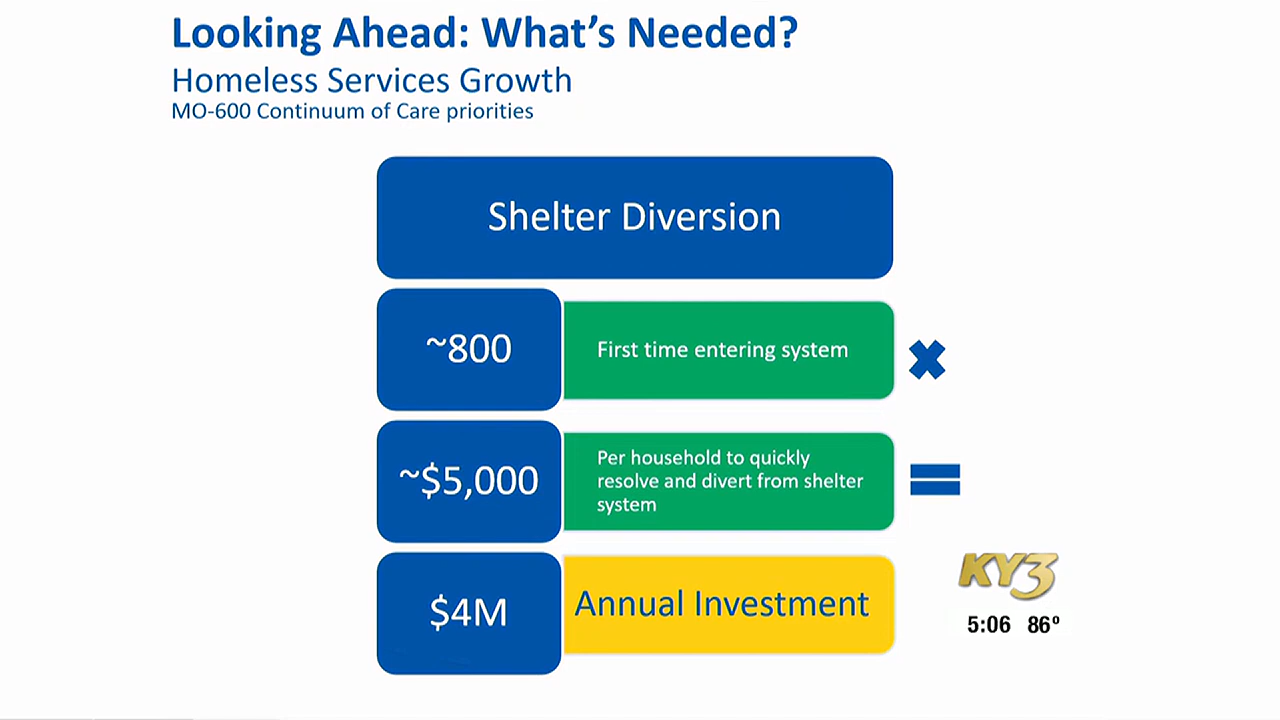 Looking Ahead: What’s Needed?
Homeless Services Growth
MO-600 Continuum of Care priorities
Shelter Diversion
~800
First time entering system
~$5,000
Per household to quickly
resolve and divert from shelter
system
$4M
Annual Investment
KY3
5:06 86º